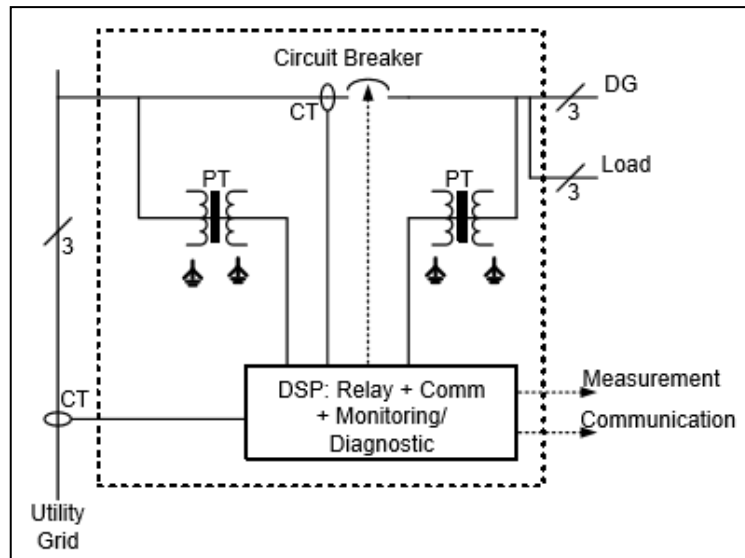 Circuit Breaker
DG
CT
3
Load
PT
PT
3
3
CT
DSP: Relay + Comm
+ Monitoring/
Diagnostic
Measurement
Communication
Utility
Grid